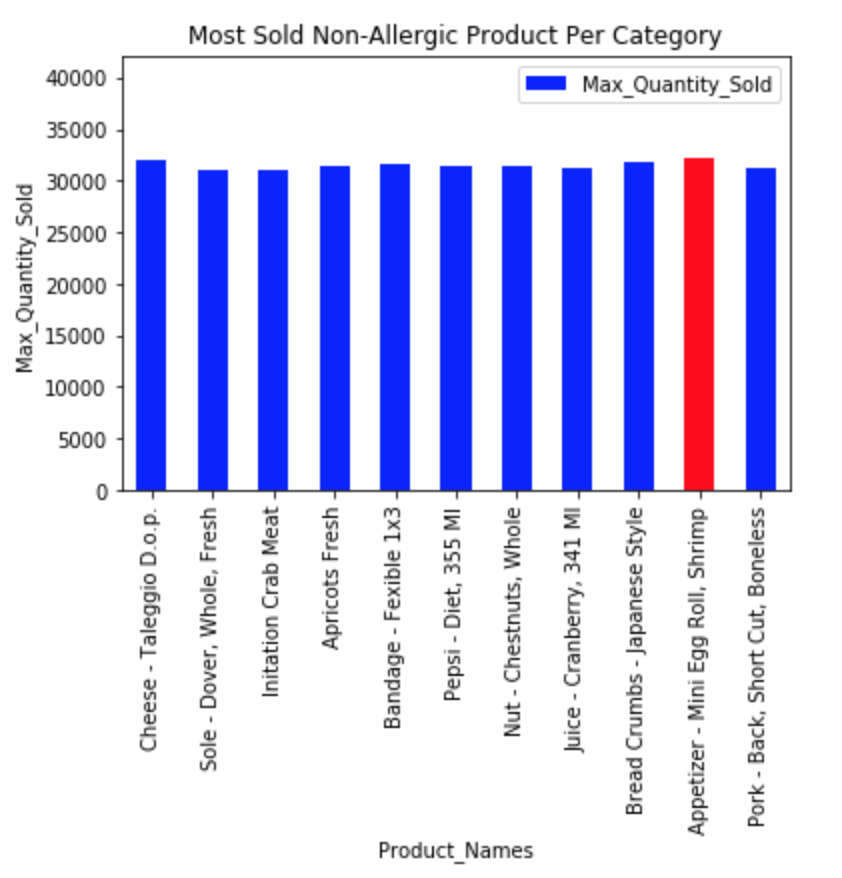 Most Sold Non-Allergic Product Per Category
Max_Quantity_Sold
Max_Quantity_Sold
40000
35000
30000
25000
20000
15000
10000
5000
0
Cheese - Taleggio D.o.p.
Sole - Dover, Whole, Fresh
Initation Crab Meat
Apricots Fresh
Bandage - Fexible 1x3
Pepsi - Diet, 355 Ml
Nut - Chestnuts, Whole
Juice - Cranberry, 341 Ml
Bread Crumbs - Japanese Style
Appetizer - Mini Egg Roll, Shrimp
Pork - Back, Short Cut, Boneless
Product_Names